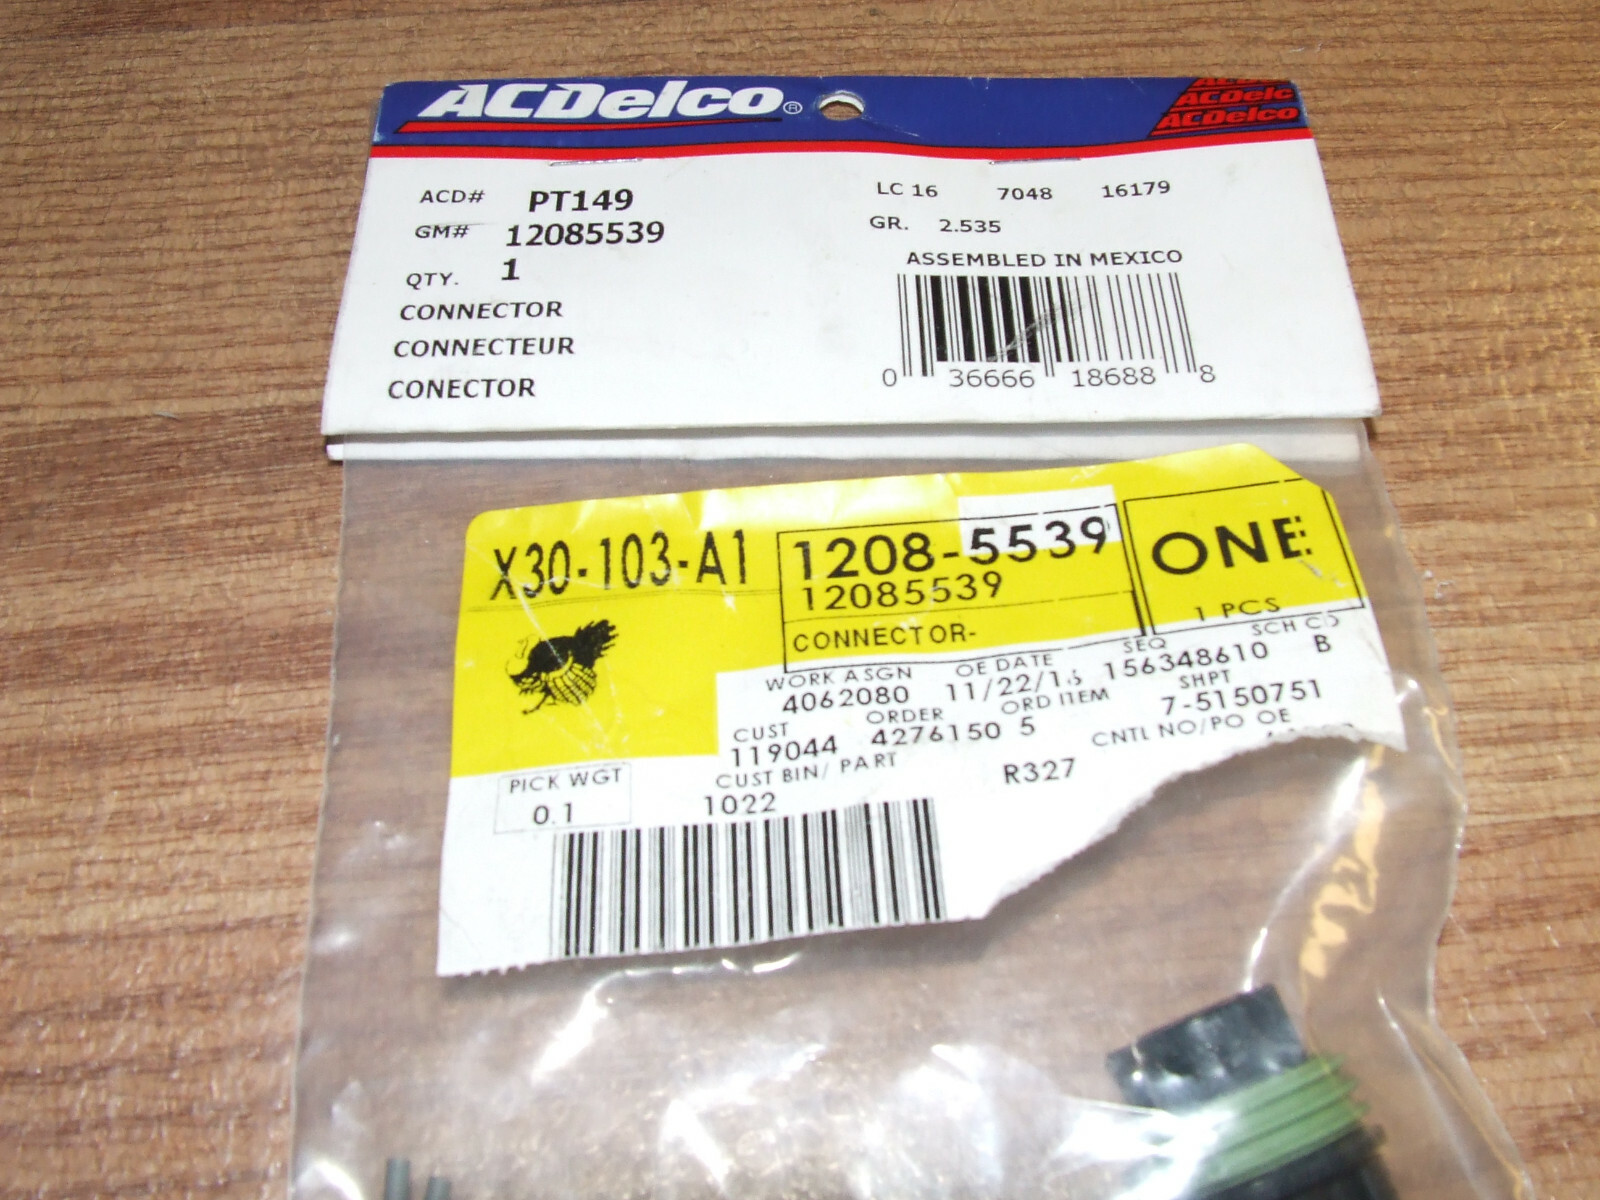 ACDelco®
ACDelco
ACDelco
ACDelco
ACD# PT149
GM# 12085539
QTY. 1
CONNECTOR
CONNECTEUR
CONECTOR
LC 16 7048 16179
GR. 2.535
ASSEMBLED IN MEXICO
0 36666 18688 8
X30-103-A1
1208-5539
12085539
CONNECTOR-
ONE
1 PCS
WORK ASGN OE DATE SEQ SCH CD
4062080 156348610 B
CUST ORDER ORD ITEM SHPT
119044 4276150 5 7-5150751
CUST BIN/ PART CNTL NO/PO OE
1022 R327
PICK WGT
0.1